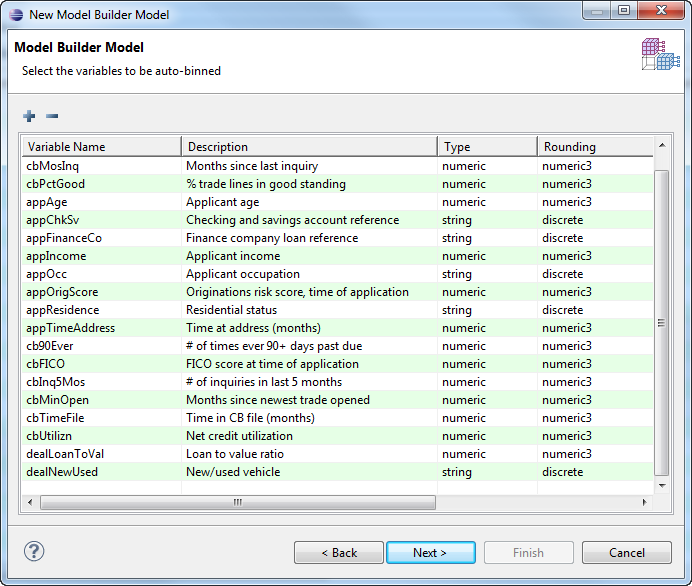 New Model Builder Model
Model Builder Model
Select the variables to be auto-binned
Variable Name Description Type Rounding
cbMosInq Months since last inquiry numeric numeric3
cbPctGood % trade lines in good standing numeric numeric3
appAge Applicant age numeric numeric3
appChkSv Checking and savings account reference string discrete
appFinanceCo Finance company loan reference string discrete
appIncome Applicant income numeric numeric3
appOcc Applicant occupation string discrete
appOrigScore Originations risk score, time of application numeric numeric3
appResidence Residential status string discrete
appTimeAddress Time at address (months) numeric numeric3
cb90Ever # of times ever 90+ days past due numeric numeric3
cbFICO FICO score at time of application numeric numeric3
cbInq5Mos # of inquiries in last 5 months numeric numeric3
cbMinOpen Months since newest trade opened numeric numeric3
cbTimeFile Time in CB file (months) numeric numeric3
cbUtilizn Net credit utilization numeric numeric3
dealLoanToVal Loan to value ratio numeric numeric3
dealNewUsed New/used vehicle string discrete
? < Back Next > Finish Cancel